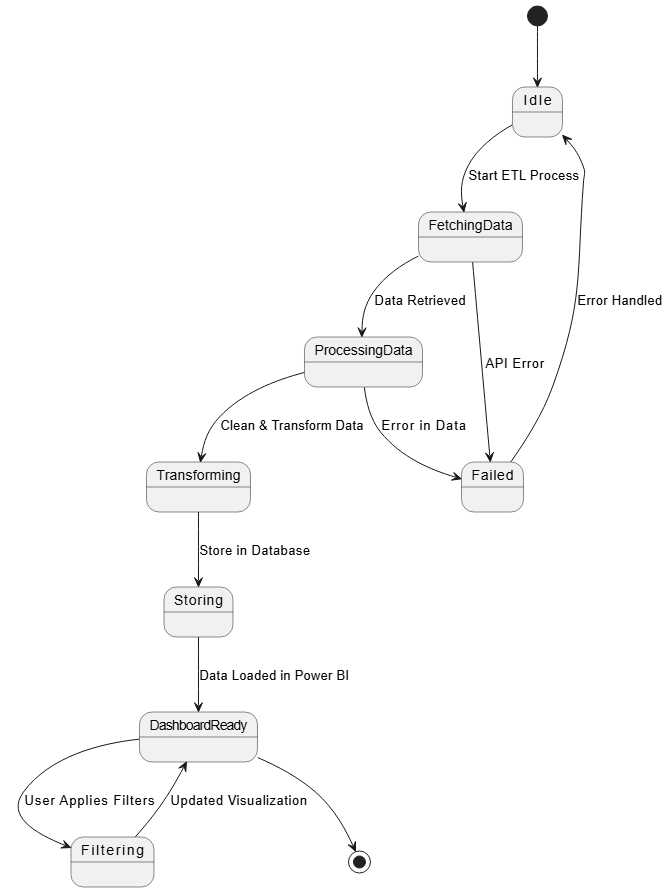 Idle
Start ETL Process
FetchingData
Data Retrieved
Error Handled
ProcessingData
API Error
Clean & Transform Data
Error in Data
Transforming
Failed
Store in Database
Storing
Data Loaded in Power BI
DashboardReady
User Applies Filters
Updated Visualization
Filtering